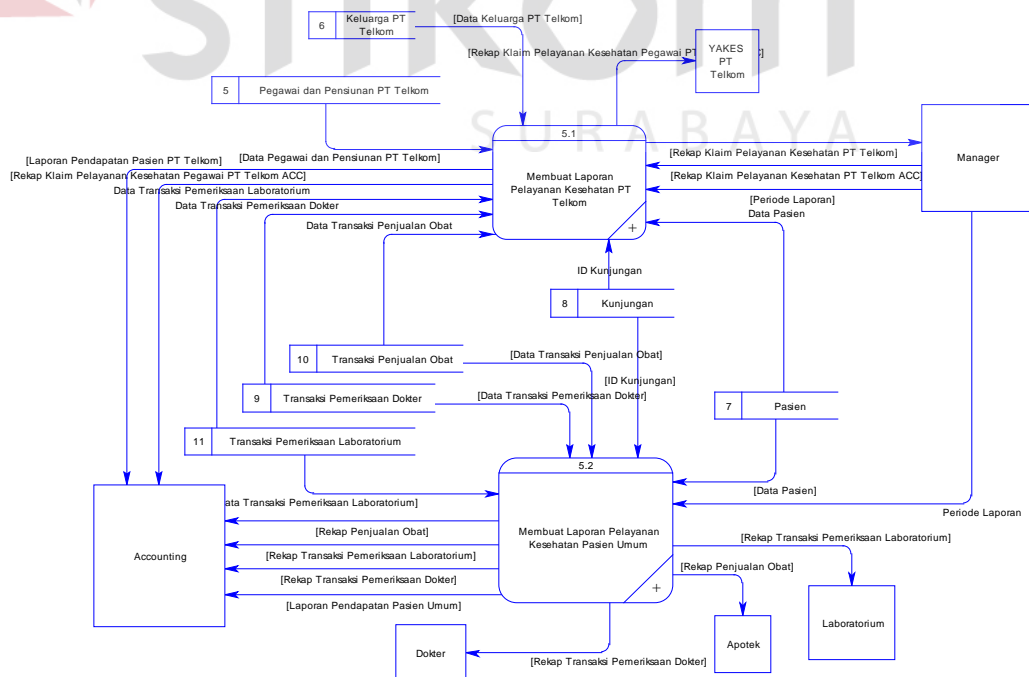 stikom
SURABAYA
6
Keluarga PT
Telkom
[Data Keluarga PT Telkom]
[Rekap Klaim Pelayanan Kesehatan Pegawai PT
YAKES
PT
Telkom
5
Pegawai dan Pensiunan PT Telkom
5.1
Membuat Laporan
Pelayanan Kesehatan PT
Telkom
+
Manager
[Laporan Pendapatan Pasien PT Telkom]
[Data Pegawai dan Pensiunan PT Telkom]
[Rekap Klaim Pelayanan Kesehatan PT Telkom]
[Rekap Klaim Pelayanan Kesehatan Pegawai PT Telkom ACC]
[Rekap Klaim Pelayanan Kesehatan PT Telkom ACC]
Data Transaksi Pemeriksaan Laboratorium
[Periode Laporan]
Data Transaksi Pemeriksaan Dokter
Data Pasien
Data Transaksi Penjualan Obat
ID Kunjungan
8
Kunjungan
10
Transaksi Penjualan Obat
[Data Transaksi Penjualan Obat]
[ID Kunjungan]
9
Transaksi Pemeriksaan Dokter
[Data Transaksi Pemeriksaan Dokter]
7
Pasien
11
Transaksi Pemeriksaan Laboratorium
5.2
Membuat Laporan Pelayanan
Kesehatan Pasien Umum
+
[Data Pasien]
Periode Laporan
Accounting
ata Transaksi Pemeriksaan Laboratorium]
[Rekap Penjualan Obat]
[Rekap Transaksi Pemeriksaan Laboratorium]
[Rekap Transaksi Pemeriksaan Dokter]
[Laporan Pendapatan Pasien Umum]
[Rekap Transaksi Pemeriksaan Laboratorium]
[Rekap Penjualan Obat]
Laboratorium
Apotek
Dokter
[Rekap Transaksi Pemeriksaan Dokter]